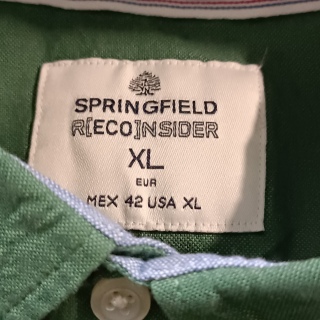 SPRINGFIELD
R[ECO]NSIDER
XL
EUR
MEX 42 USA XL